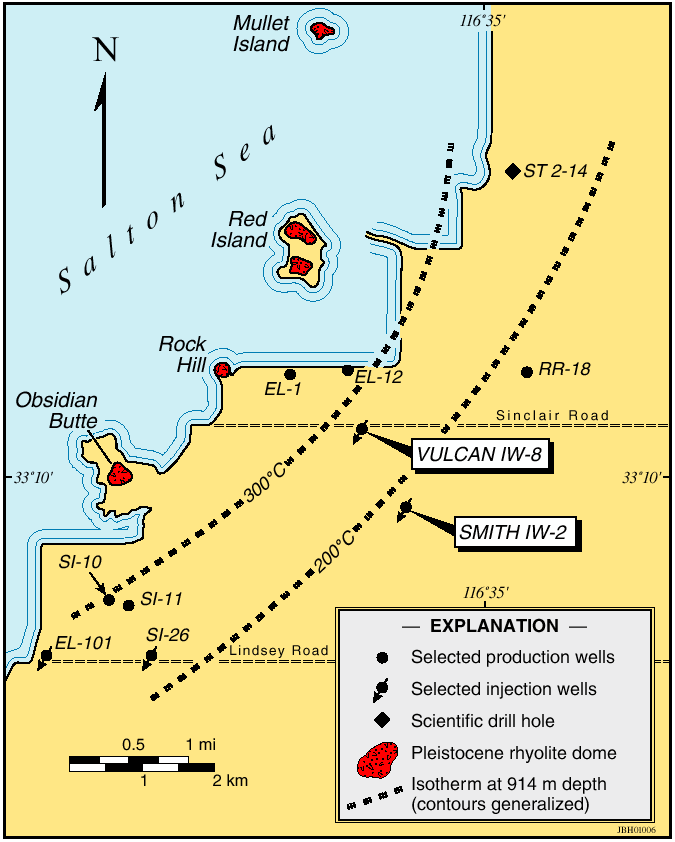 Mullet
Island
116°35'
N
Salton Sea
ST 2-14
Red
Island
Rock
Hill
EL-1
EL-12
RR-18
Obsidian
Butte
Sinclair Road
VULCAN IW-8
33°10'
33°10'
300°C
SMITH IW-2
200°C
SI-10
SI-11
116°35'
EL-101
SI-26
Lindsey Road
— EXPLANATION —
Selected production wells
Selected injection wells
Scientific drill hole
Pleistocene rhyolite dome
Isotherm at 914 m depth
(contours generalized)
0.5 1 mi
1 2 km
JBH01006